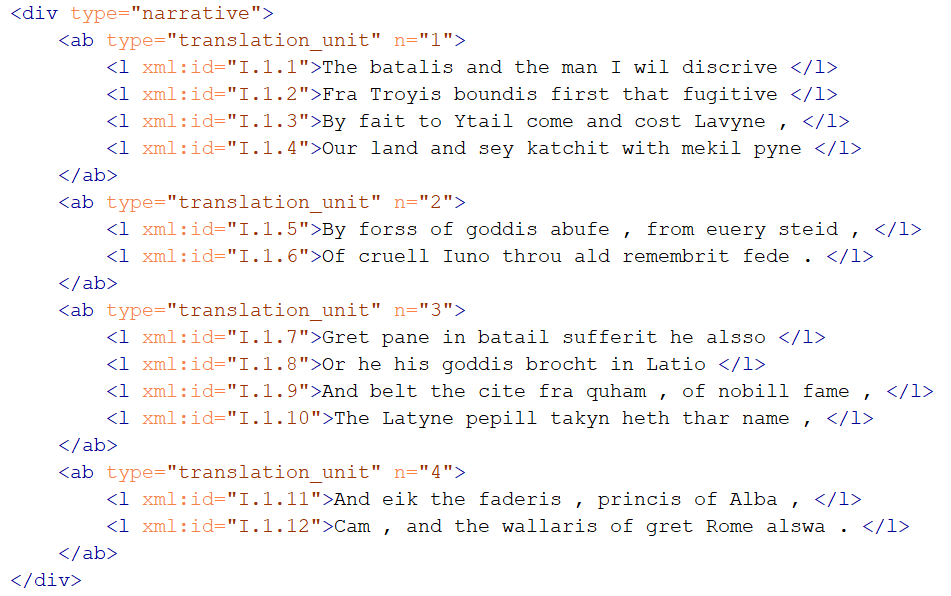 <div type="narrative">
<ab type="translation_unit" n="1">
<l xml:id="I.1.1">The batalis and the man I wil discrive </l>
<l xml:id="I.1.2">Fra Troyis boundis first that fugitive </l>
<l xml:id="I.1.3">By fait to Ytail come and cost Lavyne , </l>
<l xml:id="I.1.4">Our land and sey katchit with mekil pyne </l>
</ab>
<ab type="translation_unit" n="2">
<l xml:id="I.1.5">By forss of goddis abufe , from euery steid , </l>
<l xml:id="I.1.6">Of cruell Iuno throu ald remembrit fede . </l>
</ab>
<ab type="translation_unit" n="3">
<l xml:id="I.1.7">Gret pane in batail sufferit he alsso </l>
<l xml:id="I.1.8">Or he his goddis brocht in Latio </l>
<l xml:id="I.1.9">And belt the cite fra quham , of nobill fame , </l>
<l xml:id="I.1.10">The Latyne pepill takyn heth thar name , </l>
</ab>
<ab type="translation_unit" n="4">
<l xml:id="I.1.11">And eik the faderis , princis of Alba , </l>
<l xml:id="I.1.12">Cam , and the wallaris of gret Rome alswa . </l>
</ab>
</div>